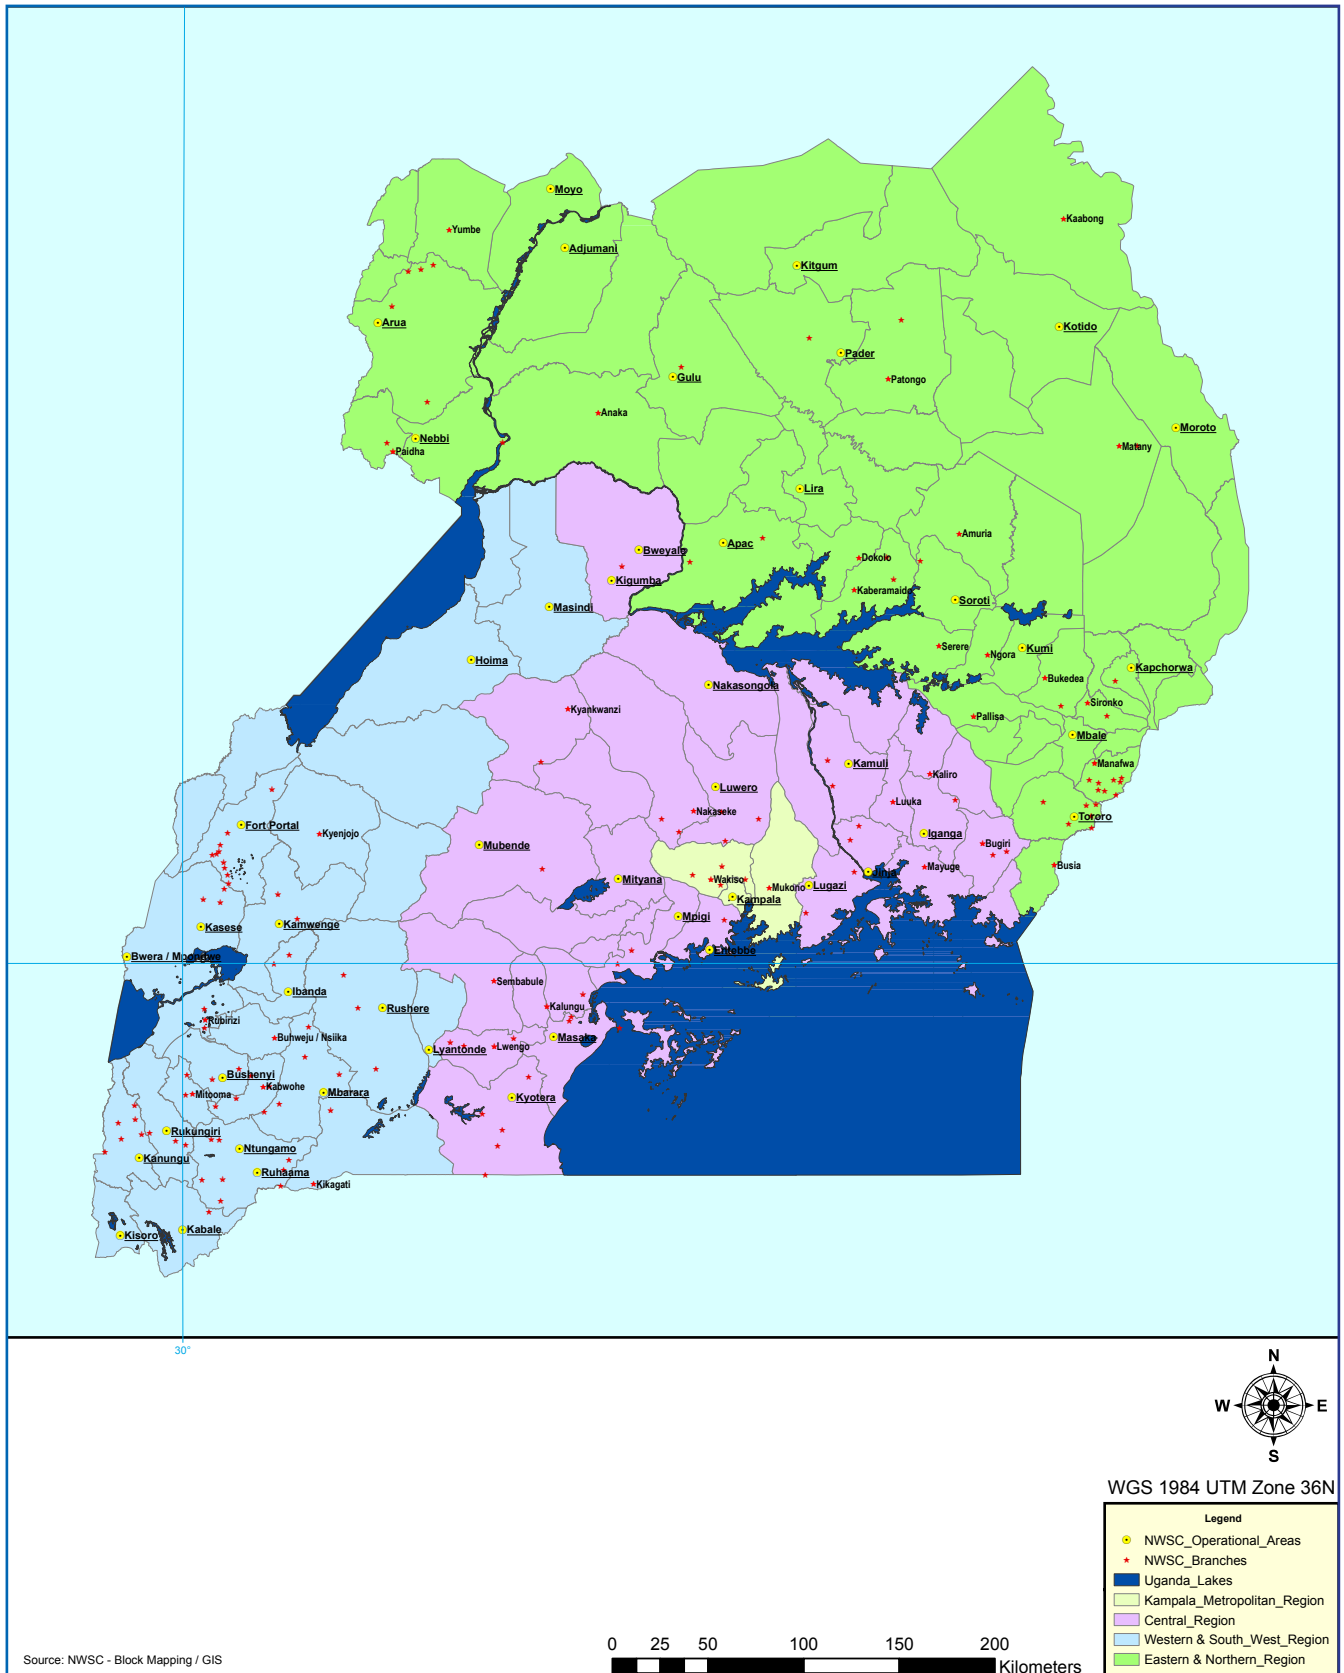 Moyo
Yumbe
Kaabong
Adjumani
Kitgum
Arua
Kotido
Pader
Gulu
Patongo
Anaka
Moroto
Nebbi
Matany
Paidha
Lira
Amuria
Apac
Bweyale
Dokolo
Kigumba
Kaberamaido
Soroti
Masindi
Serere
Kumi
Ngora
Hoima
Kapchorwa
Bukedea
Nakasongola
Sironko
Kyankwanzi
Pallisa
Mbale
Kamuli
Manafwa
Kaliro
Luwero
Luuka
Nakaseke
Tororo
Fort Portal
Kyenjojo
Iganga
Mubende
Bugiri
Busia
Mayuge
Jinja
Mityana
Wakiso
Mukono
Lugazi
Kampala
Mpigi
Kasese
Kamwenge
Entebbe
Bwera / Mpondwe
Sembabule
Ibanda
Rushere
Kalungu
Rubirizi
Buhweju / Nsiika
Masaka
Lwengo
Lyantonde
Bushenyi
Kabwohe
Mitooma
Mbarara
Kyotera
Rukungiri
Ntungamo
Kanungu
Ruhaama
Kikagati
Kabale
Kisoro
30°
N
W E
S
WGS 1984 UTM Zone 36N
Legend
NWSC_Operational_Areas
NWSC_Branches
Uganda_Lakes
Kampala_Metropolitan_Region
Central_Region
Western & South_West_Region
Eastern & Northern_Region
0 25 50 100 150 200
Kilometers
Source: NWSC - Block Mapping / GIS